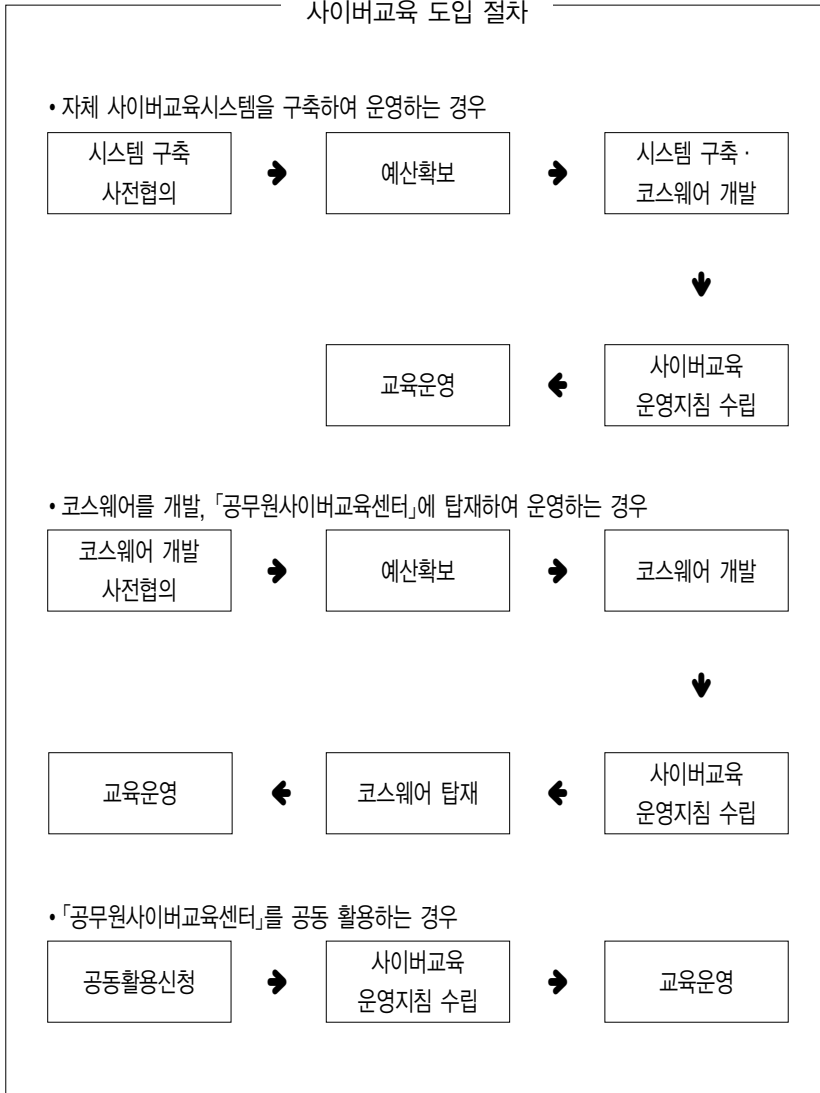 사이버교육 도입 절차
• 자체 사이버교육시스템을 구축하여 운영하는 경우
시스템 구축
사전협의
예산확보
시스템 구축 ·
코스웨어 개발
사이버교육
운영지침 수립
교육운영
• 코스웨어를 개발, 「공무원사이버교육센터」에 탑재하여 운영하는 경우
코스웨어 개발
사전협의
예산확보
코스웨어 개발
사이버교육
운영지침 수립
코스웨어 탑재
교육운영
• 「공무원사이버교육센터」를 공동 활용하는 경우
공동활용신청
사이버교육
운영지침 수립
교육운영